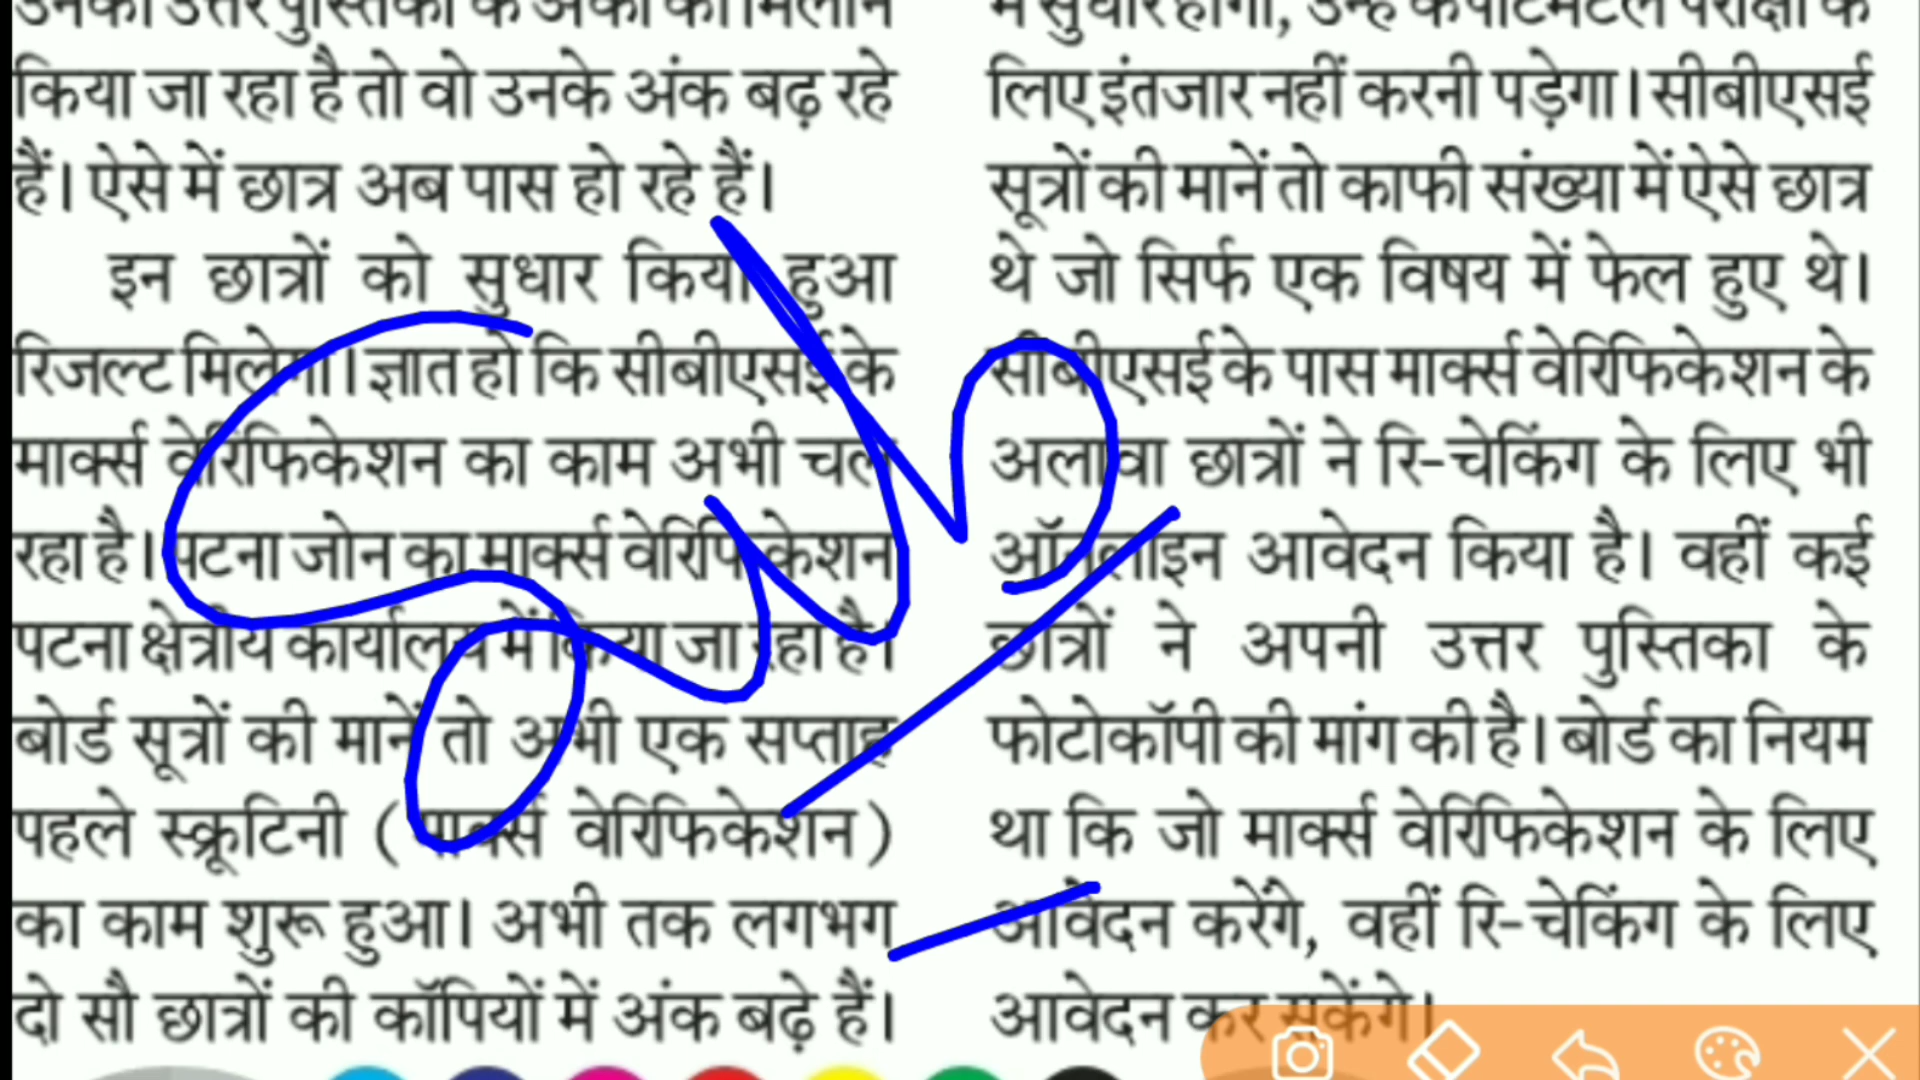 उनकी उत्तर पुस्तिका के अंकों का मिलान
किया जा रहा है तो वो उनके अंक बढ़ रहे
हैं। ऐसे में छात्र अब पास हो रहे हैं।
इन छात्रों को सुधार किया हुआ
रिजल्ट मिलेगा। ज्ञात हो कि सीबीएसई के
मार्क्स वेरिफिकेशन का काम अभी चल
रहा है। पटना जोन का मार्क्स वेरिफिकेशन
पटना क्षेत्रीय कार्यालय में किया जा रहा है।
बोर्ड सूत्रों की मानें तो अभी एक सप्ताह
पहले स्क्रूटिनी ( मार्क्स वेरिफिकेशन )
का काम शुरू हुआ। अभी तक लगभग
दो सौ छात्रों की कॉपियों में अंक बढ़े हैं।
में सुधार होगा, उन्हें कंपार्टमेंटल परीक्षा के
लिए इंतजार नहीं करनी पड़ेगा। सीबीएसई
सूत्रों की मानें तो काफी संख्या में ऐसे छात्र
थे जो सिर्फ एक विषय में फेल हुए थे।
सीबीएसई के पास मार्क्स वेरिफिकेशन के
अलावा छात्रों ने रि-चेकिंग के लिए भी
ऑनलाइन आवेदन किया है। वहीं कई
छात्रों ने अपनी उत्तर पुस्तिका के
फोटोकॉपी की मांग की है। बोर्ड का नियम
था कि जो मार्क्स वेरिफिकेशन के लिए
आवेदन करेंगे, वहीं रि-चेकिंग के लिए
आवेदन कर सकेंगे।